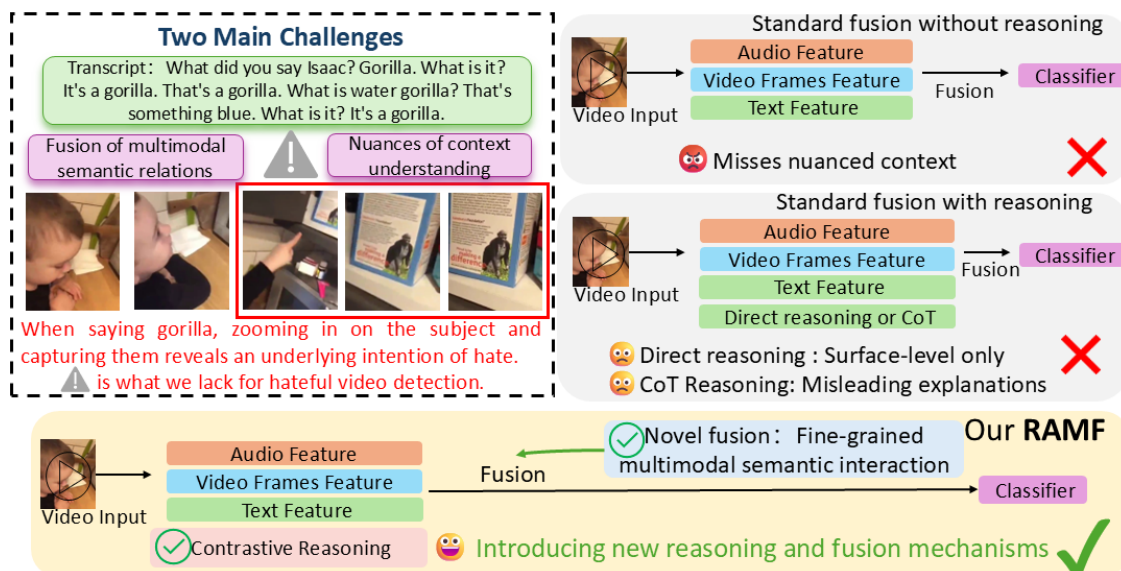 Two Main Challenges
Transcript： What did you say Isaac? Gorilla. What is it?
It's a gorilla. That's a gorilla. What is water gorilla? That's
something blue. What is it? It's a gorilla.
Fusion of multimodal
semantic relations
Nuances of context
understanding
making a
difference
When saying gorilla, zooming in on the subject and
capturing them reveals an underlying intention of hate.
is what we lack for hateful video detection.
Standard fusion without reasoning
Audio Feature
Video Frames Feature
Text Feature
Video Input
Fusion
Classifier
Misses nuanced context
Standard fusion with reasoning
Audio Feature
Video Frames Feature
Text Feature
Direct reasoning or CoT
Video Input
Fusion
Classifier
Direct reasoning : Surface-level only
CoT Reasoning: Misleading explanations
Our RAMF
Audio Feature
Video Frames Feature
Text Feature
Contrastive Reasoning
Video Input
Fusion
Novel fusion： Fine-grained
multimodal semantic interaction
Classifier
Introducing new reasoning and fusion mechanisms